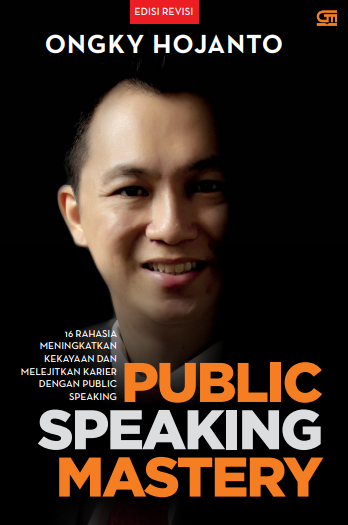 EDISI REVISI
ONGKY HOJANTO
16 RAHASIA
MENINGKATKAN
KEKAYAAN DAN
MELEJITKAN KARIER
DENGAN PUBLIC
SPEAKING
PUBLIC
SPEAKING
MASTERY